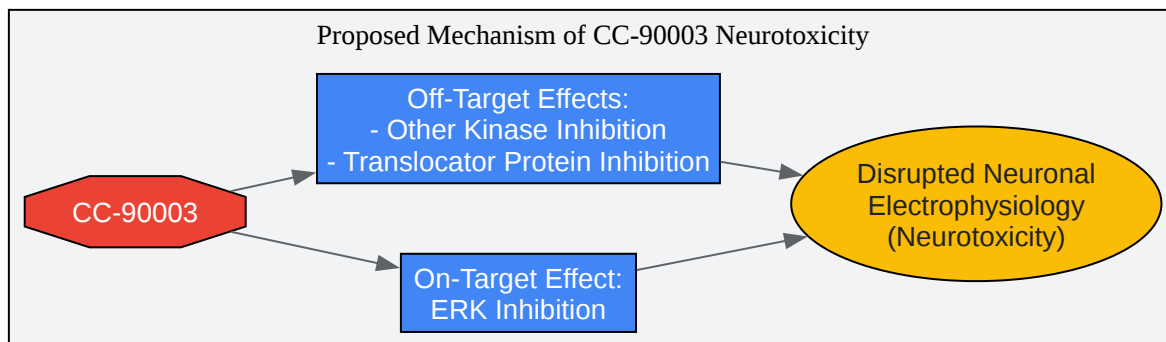 Proposed Mechanism of CC-90003 Neurotoxicity
Off-Target Effects:
- Other Kinase Inhibition
- Translocator Protein Inhibition
CC-90003
On-Target Effect:
ERK Inhibition
Disrupted Neuronal
Electrophysiology
(Neurotoxicity)